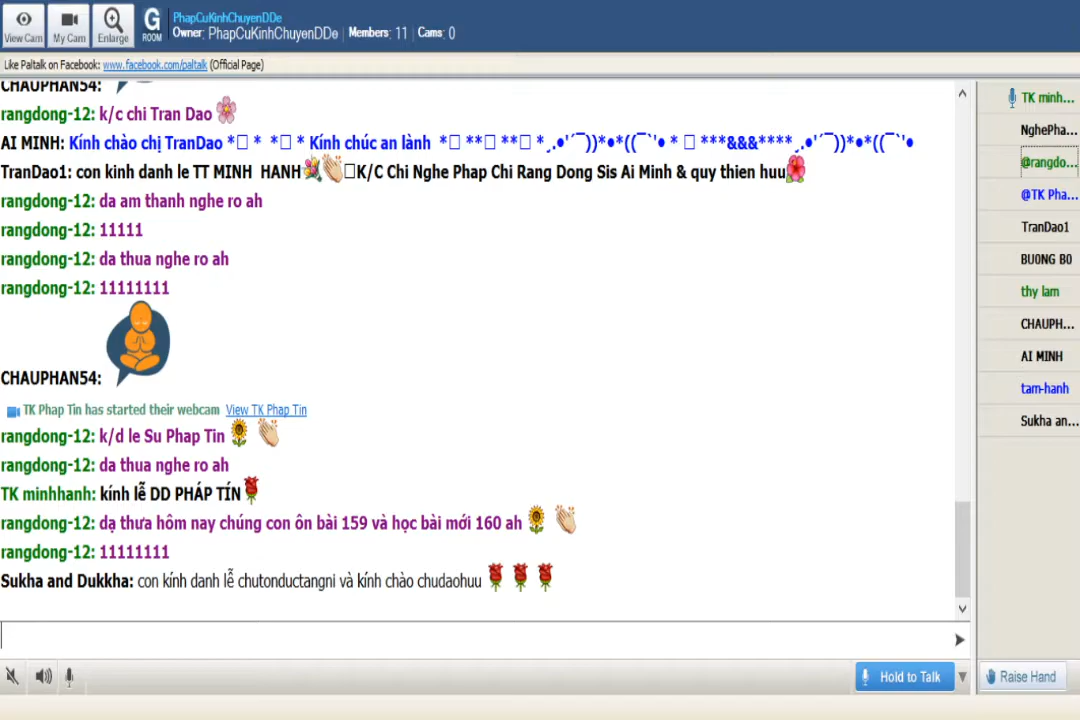 PhapCuKinhChuyenDDe
Owner: PhapCuKinhChuyenDDe | Members: 11 | Cams: 0
View Cam My Cam Enlarge G ROOM
Like Paltalk on Facebook: www.facebook.com/paltalk (Official Page)
CHAUPHAN54:
rangdong-12: k/c chi Tran Dao
AI MINH: Kính chào chị TranDao *□ * *□ * Kính chúc an lành *□ **□ **□ *¸.•'´¯))*•*((¯`'• * □ ***&&&****¸.•'´¯))*•*((¯`'•
TranDao1: con kinh danh le TT MINH HANH □K/C Chi Nghe Phap Chi Rang Dong Sis Ai Minh & quy thien huu
rangdong-12: da am thanh nghe ro ah
rangdong-12: 11111
rangdong-12: da thua nghe ro ah
rangdong-12: 11111111
CHAUPHAN54:
TK Phap Tin has started their webcam View TK Phap Tin
rangdong-12: k/d le Su Phap Tin
rangdong-12: da thua nghe ro ah
TK minhhanh: kính lễ DD PHÁP TÍN
rangdong-12: dạ thưa hôm nay chúng con ôn bài 159 và học bài mới 160 ah
rangdong-12: 11111111
Sukha and Dukkha: con kính danh lễ chutonductangni và kính chào chudaohuu
TK minh...
NghePha...
@rangdo...
@TK Pha...
TranDao1
BUONG BO
thy lam
CHAUPH...
AI MINH
tam-hanh
Sukha an...
Hold to Talk
Raise Hand